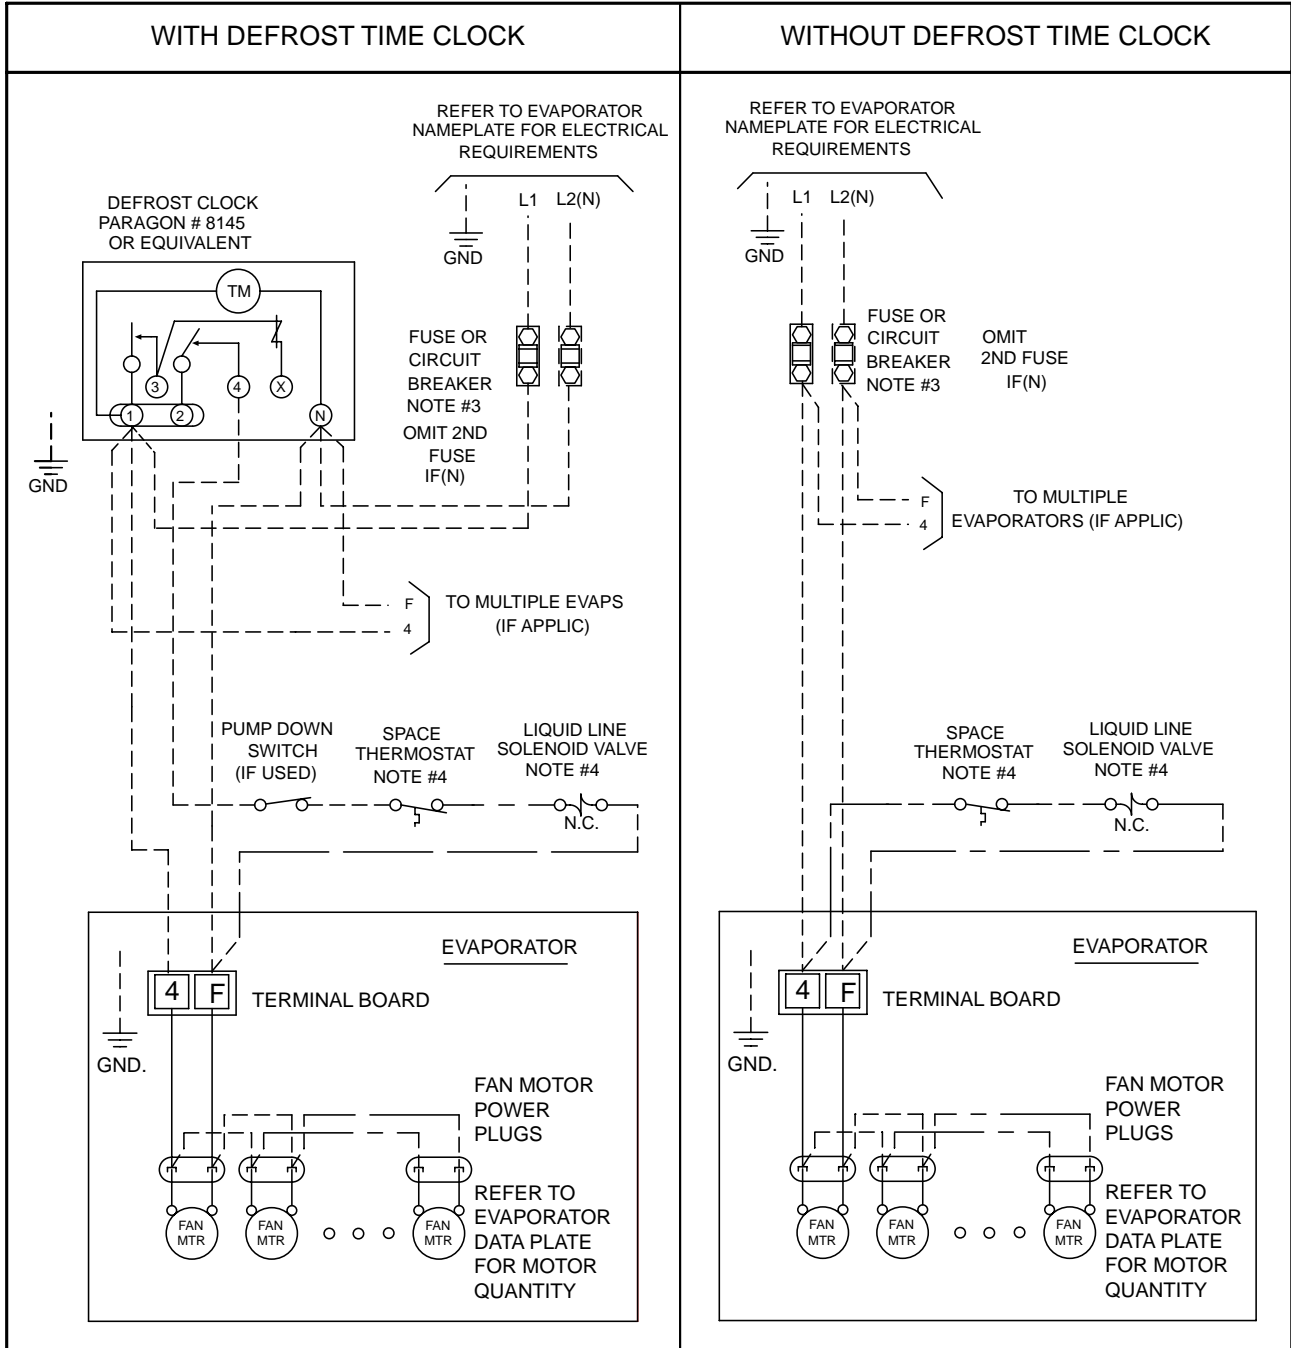 WITH DEFROST TIME CLOCK
REFER TO EVAPORATOR
NAMEPLATE FOR ELECTRICAL
REQUIREMENTS
L1 L2(N)
GND
DEFROST CLOCK
PARAGON # 8145
OR EQUIVALENT
TM
3 4 X
1 2 N
GND
FUSE OR
CIRCUIT
BREAKER
NOTE #3
OMIT 2ND
FUSE
IF(N)
F
4
TO MULTIPLE EVAPS
(IF APPLIC)
PUMP DOWN
SWITCH
(IF USED)
SPACE
THERMOSTAT
NOTE #4
LIQUID LINE
SOLENOID VALVE
NOTE #4
N.C.
EVAPORATOR
4 F
TERMINAL BOARD
GND.
FAN MOTOR
POWER
PLUGS
FAN
MTR
FAN
MTR
FAN
MTR
REFER TO
EVAPORATOR
DATA PLATE
FOR MOTOR
QUANTITY
WITHOUT DEFROST TIME CLOCK
REFER TO EVAPORATOR
NAMEPLATE FOR ELECTRICAL
REQUIREMENTS
L1 L2(N)
GND
FUSE OR
CIRCUIT
BREAKER
NOTE #3
OMIT
2ND FUSE
IF(N)
F
4
TO MULTIPLE
EVAPORATORS (IF APPLIC)
SPACE
THERMOSTAT
NOTE #4
LIQUID LINE
SOLENOID VALVE
NOTE #4
N.C.
EVAPORATOR
4 F
TERMINAL BOARD
GND.
FAN MOTOR
POWER
PLUGS
FAN
MTR
FAN
MTR
FAN
MTR
REFER TO
EVAPORATOR
DATA PLATE
FOR MOTOR
QUANTITY